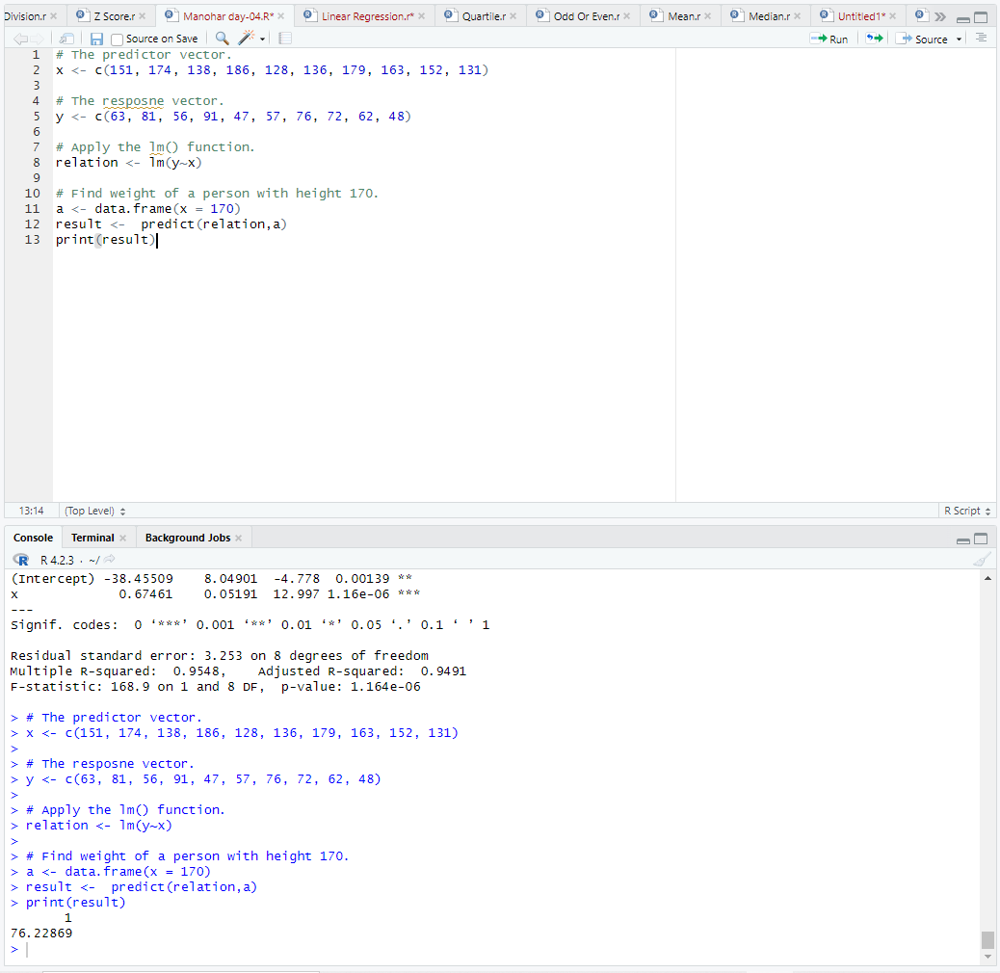 Division.r × Z Score.r × Manohar day-04.R* × Linear Regression.r* × Quartile.r × Odd Or Even.r × Mean.r × Median.r × Untitled1* ×
Source on Save Run Source
1 # The predictor vector.
2 x <- c(151, 174, 138, 186, 128, 136, 179, 163, 152, 131)
3
4 # The resposne vector.
5 y <- c(63, 81, 56, 91, 47, 57, 76, 72, 62, 48)
6
7 # Apply the lm() function.
8 relation <- lm(y~x)
9
10 # Find weight of a person with height 170.
11 a <- data.frame(x = 170)
12 result <-  predict(relation,a)
13 print(result)
13:14 (Top Level) R Script
Console Terminal × Background Jobs ×
R 4.2.3 · ~/
(Intercept) -38.45509    8.04901  -4.778  0.00139 **
x             0.67461    0.05191  12.997 1.16e-06 ***
---
Signif. codes:  0 ‘***’ 0.001 ‘**’ 0.01 ‘*’ 0.05 ‘.’ 0.1 ‘ ’ 1

Residual standard error: 3.253 on 8 degrees of freedom
Multiple R-squared:  0.9548,    Adjusted R-squared:  0.9491
F-statistic: 168.9 on 1 and 8 DF,  p-value: 1.164e-06

> # The predictor vector.
> x <- c(151, 174, 138, 186, 128, 136, 179, 163, 152, 131)
>
> # The resposne vector.
> y <- c(63, 81, 56, 91, 47, 57, 76, 72, 62, 48)
>
> # Apply the lm() function.
> relation <- lm(y~x)
>
> # Find weight of a person with height 170.
> a <- data.frame(x = 170)
> result <-  predict(relation,a)
> print(result)
       1
76.22869
>